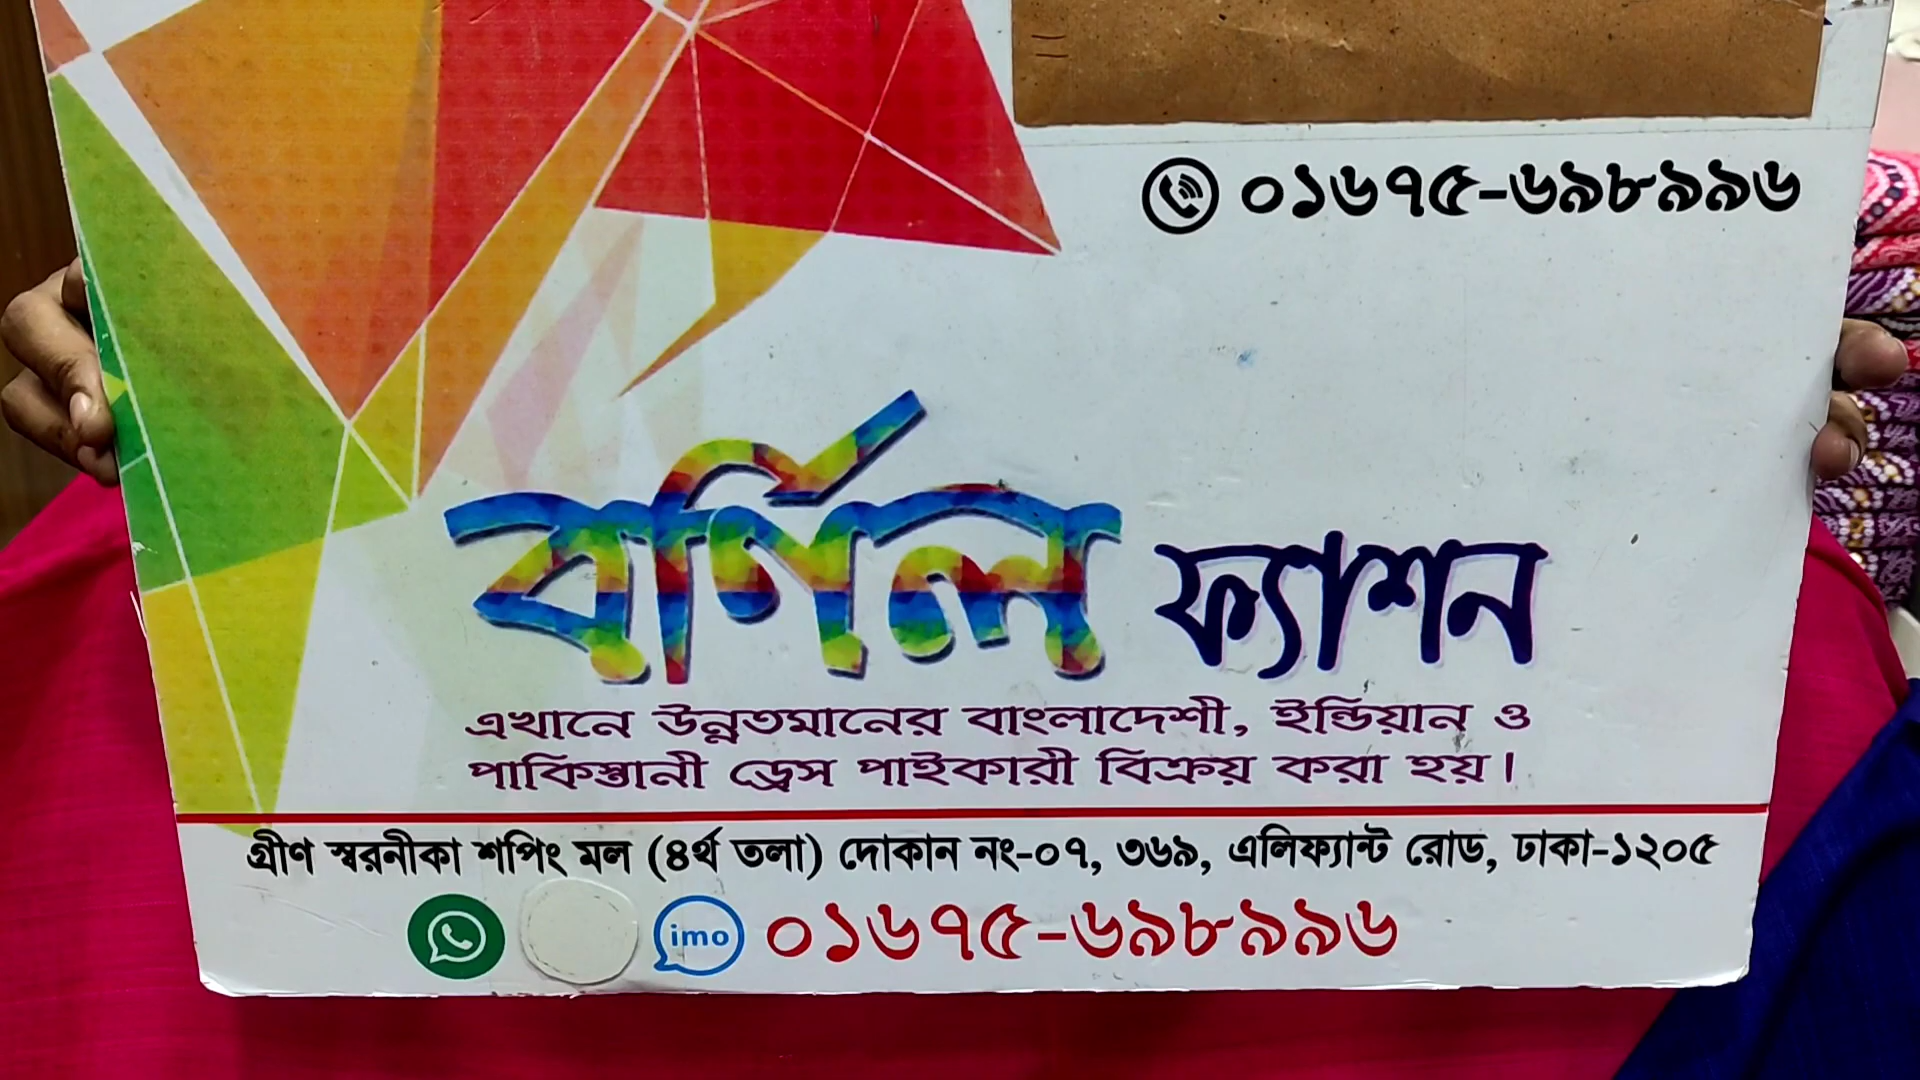 ০১৬৭৫-৬৯৮৯৯৬
বর্ণিল ফ্যাশন
এখানে উন্নতমানের বাংলাদেশী, ইন্ডিয়ান ও
পাকিস্তানী ড্রেস পাইকারী বিক্রয় করা হয়।
গ্রীণ স্বরনীকা শপিং মল (৪র্থ তলা) দোকান নং-০৭, ৩৬৯, এলিফ্যান্ট রোড, ঢাকা-১২০৫
imo ০১৬৭৫-৬৯৮৯৯৬